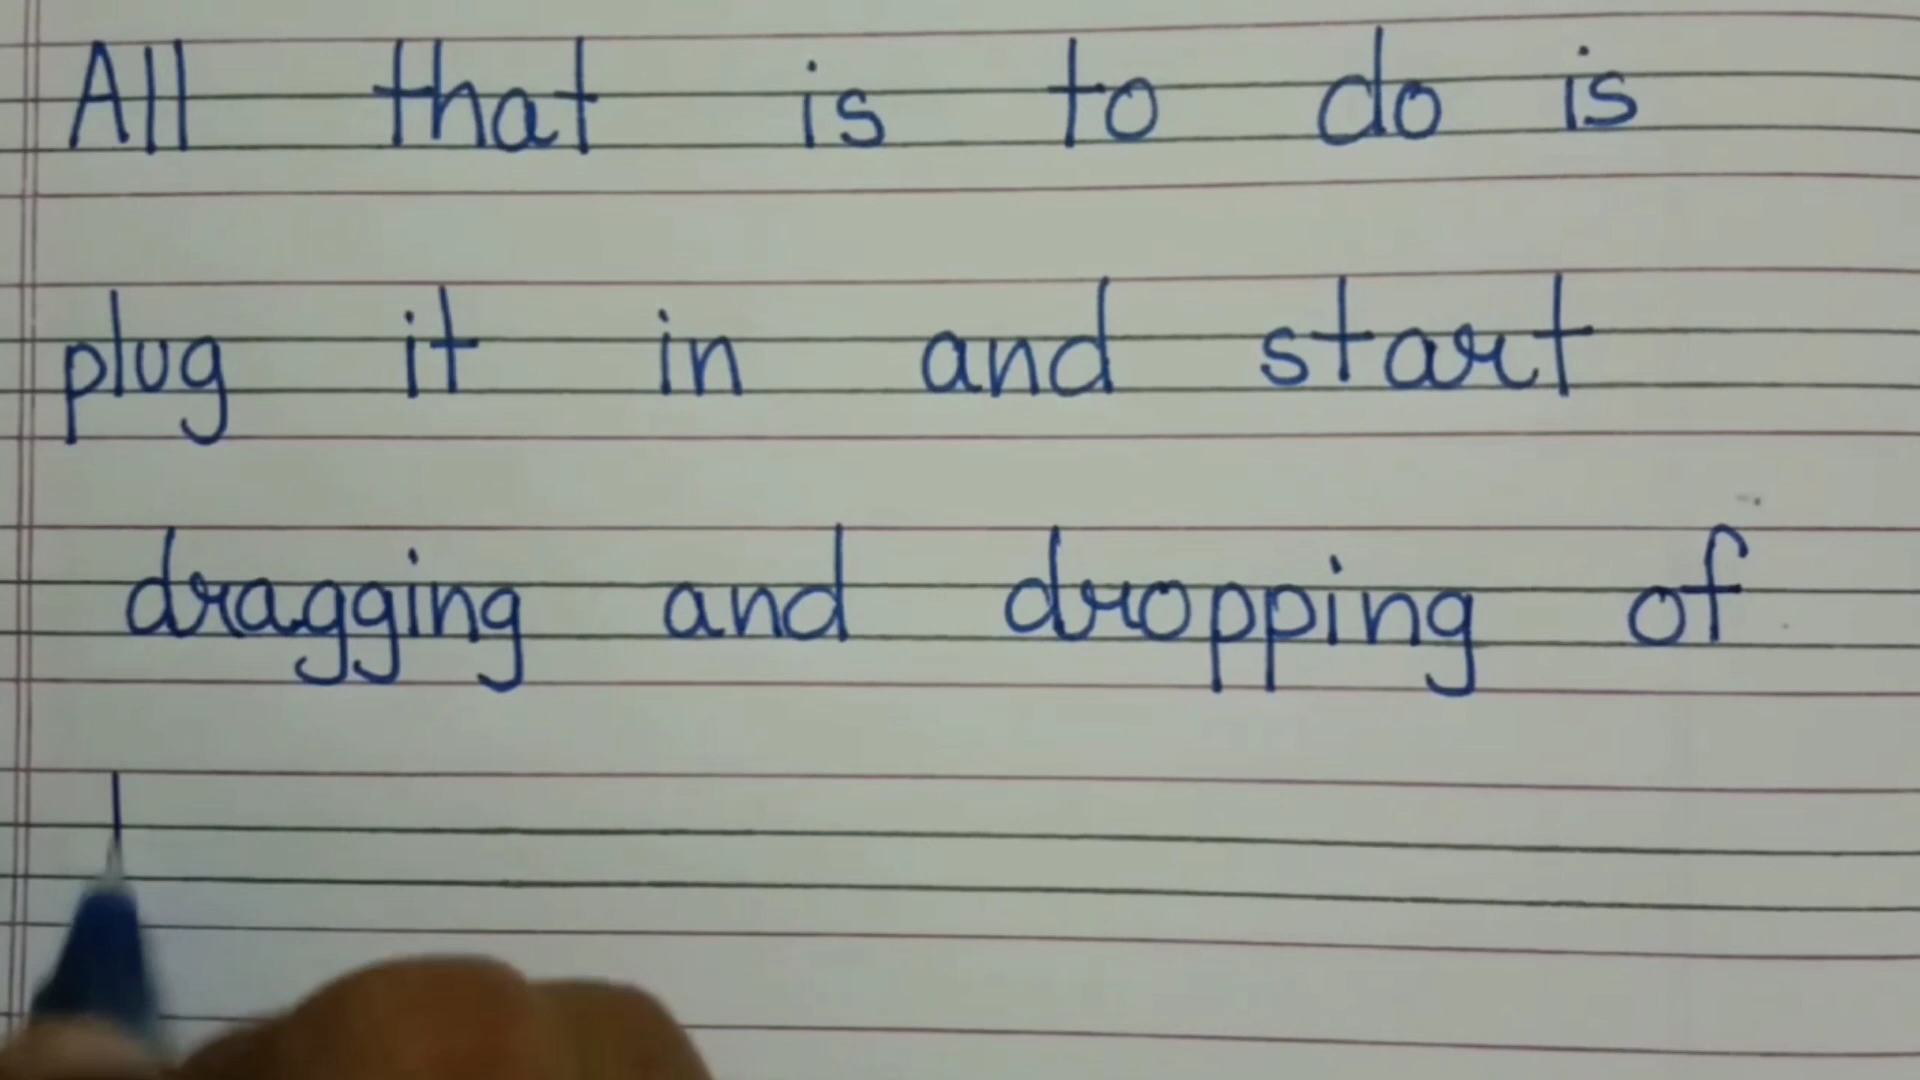 All that is to do is
plug it in and start
dragging and dropping of